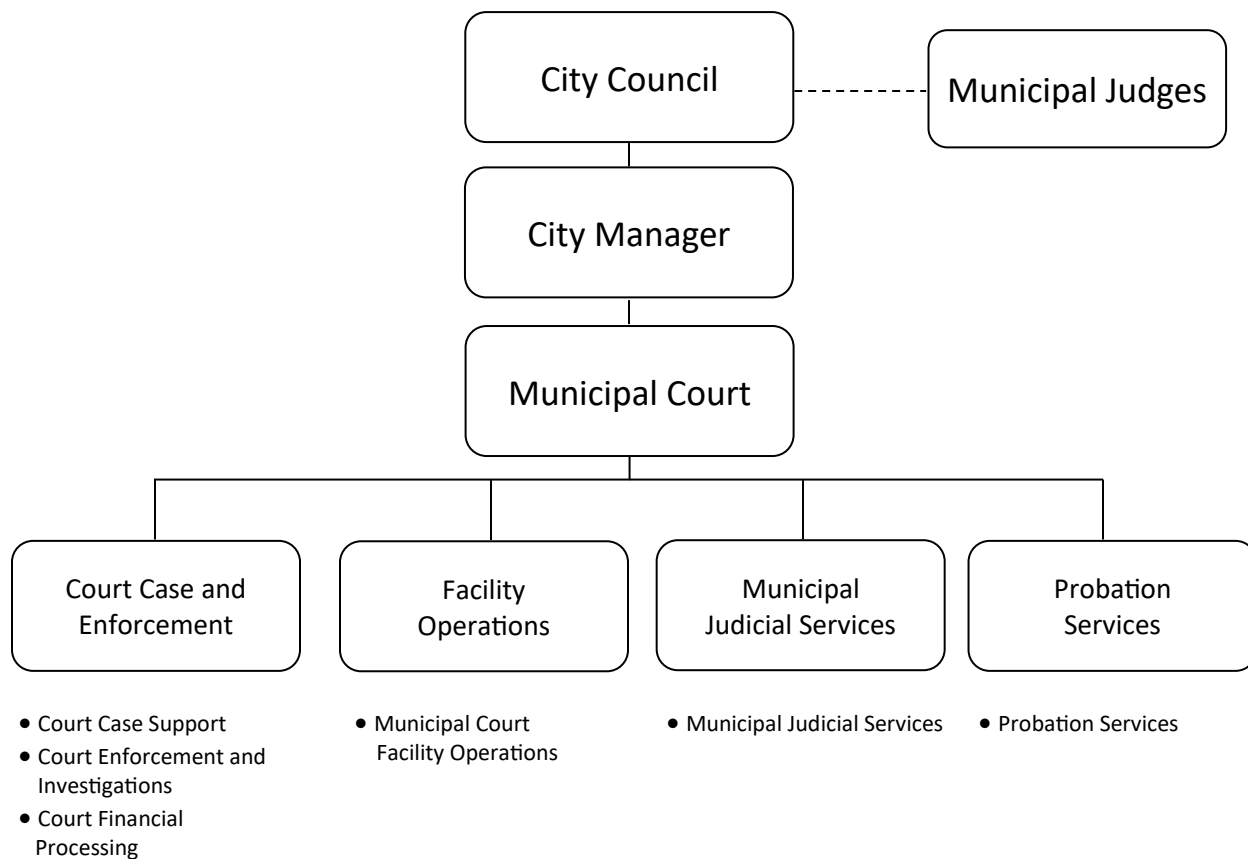 City Council
Municipal Judges
City Manager
Municipal Court
Court Case and
Enforcement
Facility
Operations
Municipal
Judicial Services
Probation
Services
• Court Case Support
• Court Enforcement and
Investigations
• Court Financial
Processing
• Municipal Court
Facility Operations
• Municipal Judicial Services
• Probation Services